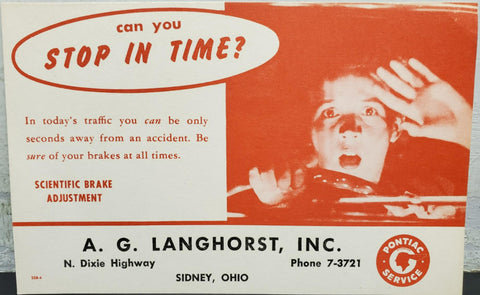 can you
STOP IN TIME?
In today's traffic you can be only
seconds away from an accident. Be
sure of your brakes at all times.
SCIENTIFIC BRAKE
ADJUSTMENT
A. G. LANGHORST, INC.
N. Dixie Highway Phone 7-3721
SIDNEY, OHIO
PONTIAC
SERVICE